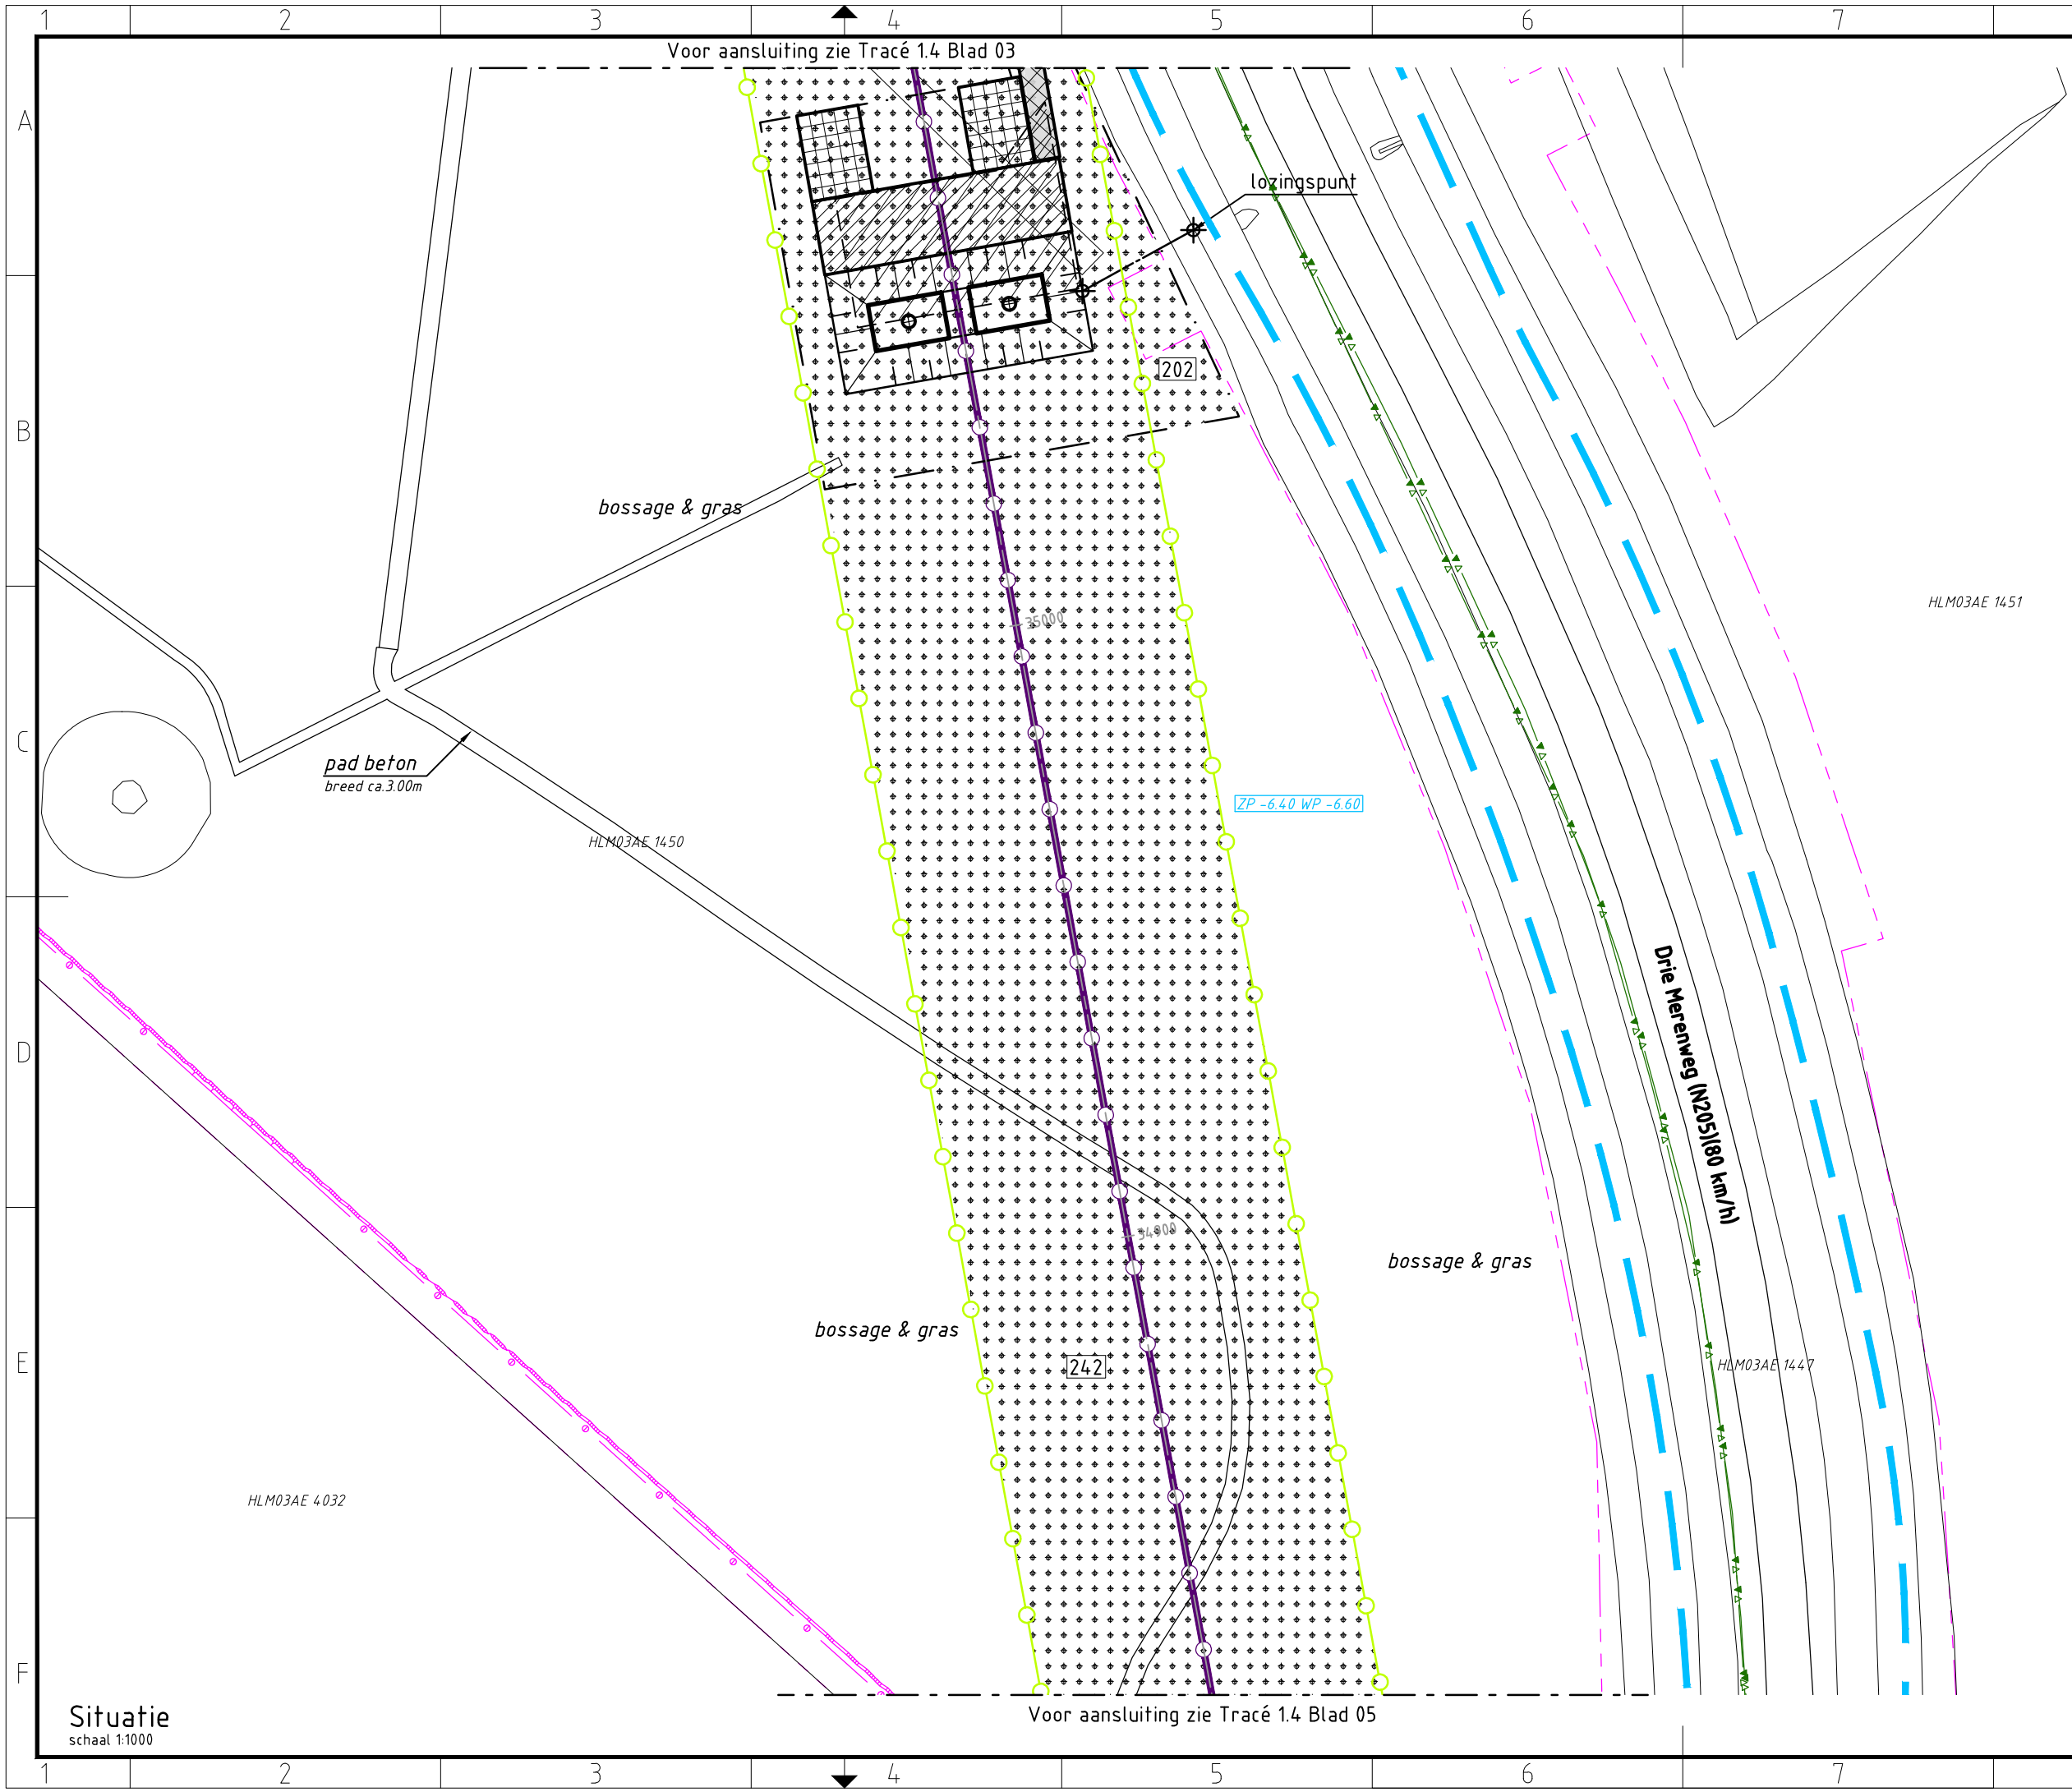 1 2 3 4 5 6 7
Voor aansluiting zie Tracé 1.4 Blad 03
A
lozingspunt
202
B
bossage & gras
HLM03AE 1451
35000
C
pad beton
breed ca.3.00m
ZP -6.40 WP -6.60
HLM03AE 1450
Drie Merenweg (N205)(80 km/h)
D
34900
bossage & gras
bossage & gras
E
242
HLM03AE 1447
HLM03AE 4032
F
Situatie
schaal 1:1000
Voor aansluiting zie Tracé 1.4 Blad 05
1 2 3 4 5 6 7